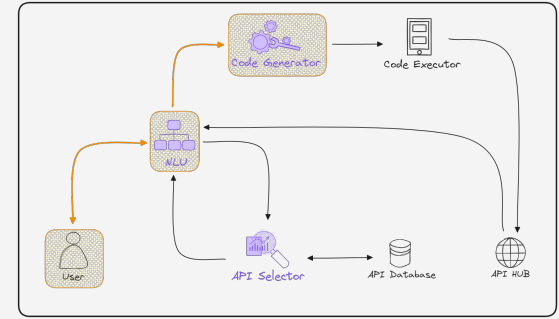 Code Generator
Code Executor
NLU
User
API Selector
API Database
API HUB